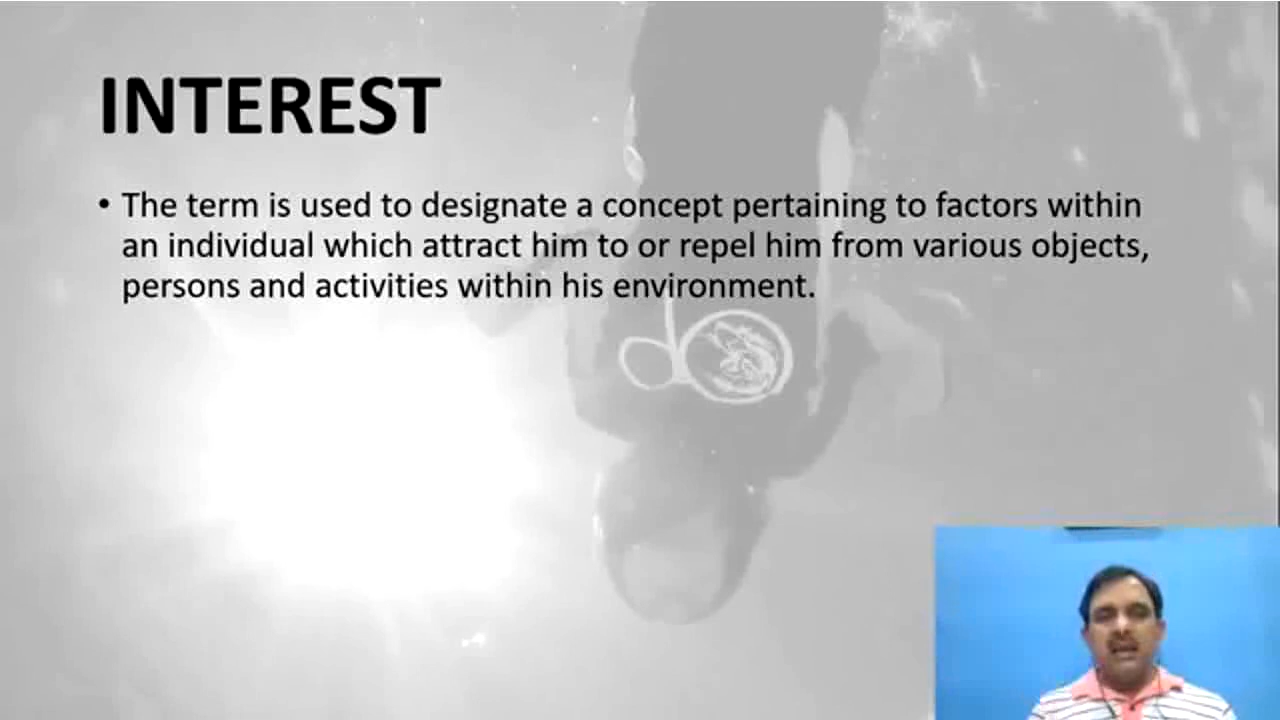 INTEREST
• The term is used to designate a concept pertaining to factors within
an individual which attract him to or repel him from various objects,
persons and activities within his environment.